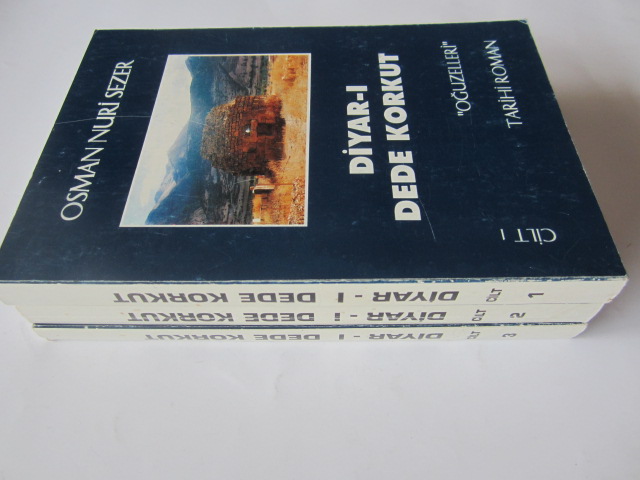 OSMAN NURİ SEZER
DİYAR-I
DEDE KORKUT
"OĞUZELLERİ"
TARİHİ ROMAN
CİLT I
DİYAR - I DEDE KORKUT CİLT 1
DİYAR - İ DEDE KORKUT CİLT 2
DİYAR - I DEDE KORKUT CİLT 3